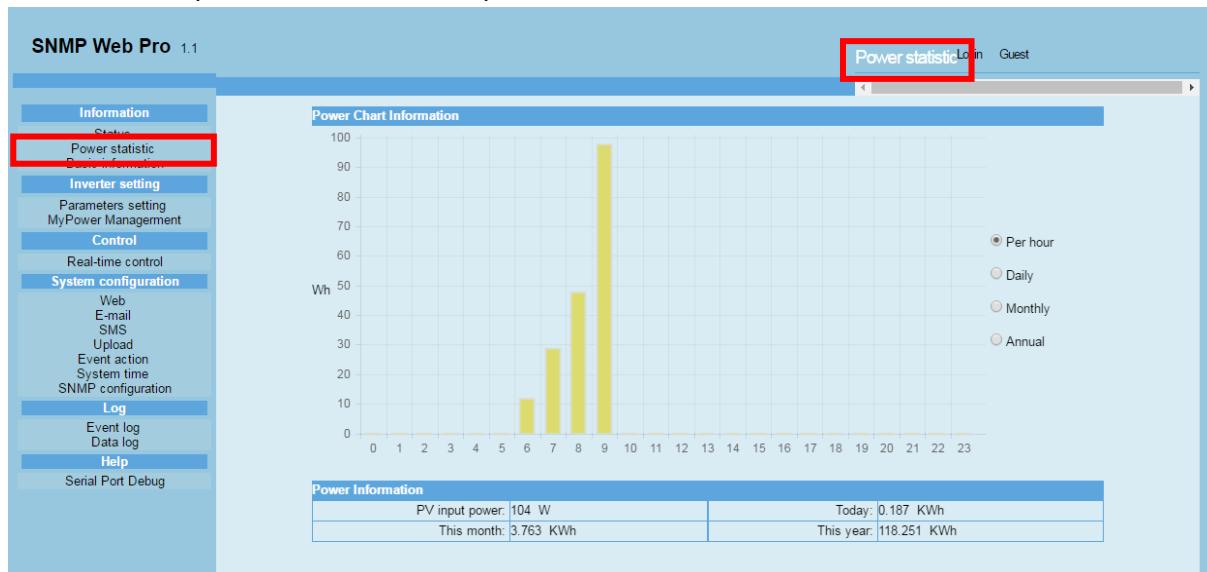 SNMP Web Pro 1.1
Power statistic Guest
Information
Power statistic
Inverter setting
Parameters setting
MyPower Managerment
Control
Real-time control
System configuration
Web
E-mail
SMS
Upload
Event action
System time
SNMP configuration
Log
Event log
Data log
Help
Serial Port Debug
Power Chart Information
100
90
80
70
60
Wh 50
40
30
20
10
0
0 1 2 3 4 5 6 7 8 9 10 11 12 13 14 15 16 17 18 19 20 21 22 23
Per hour
Daily
Monthly
Annual
Power Information
PV input power: 104 W Today: 0.187 KWh
This month: 3.763 KWh This year: 118.251 KWh